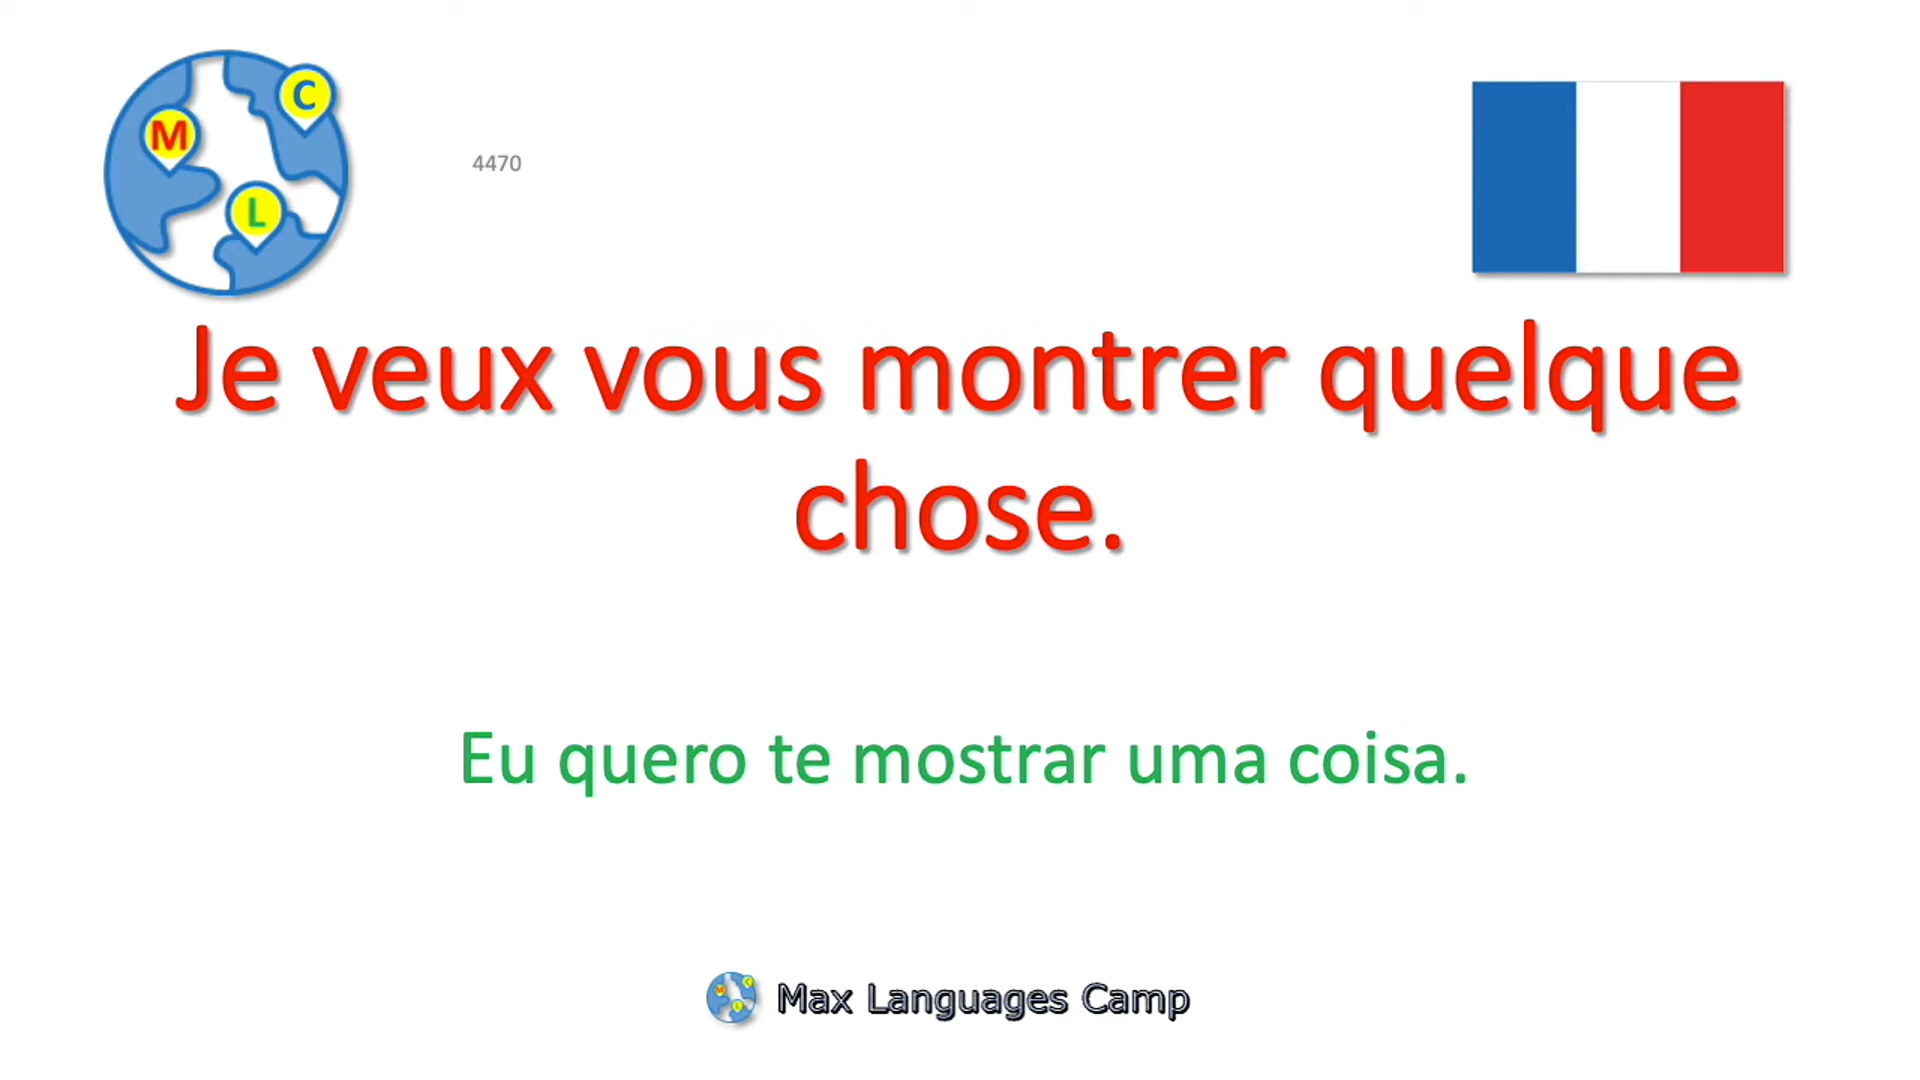 C
M
L
4470
Je veux vous montrer quelque
chose.
Eu quero te mostrar uma coisa.
Max Languages Camp